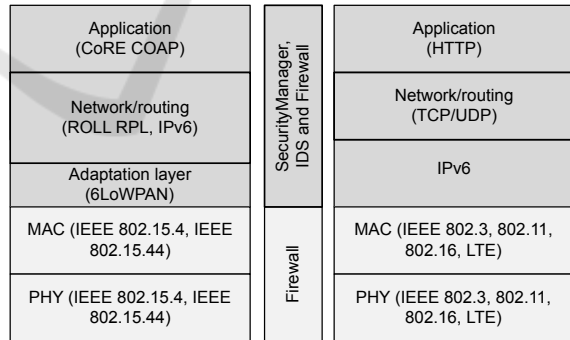 Application
(CoRE COAP)
Network/routing
(ROLL RPL, IPv6)
Adaptation layer
(6LoWPAN)
MAC (IEEE 802.15.4, IEEE
802.15.44)
PHY (IEEE 802.15.4, IEEE
802.15.44)
SecurityManager,
IDS and Firewall
Firewall
Application
(HTTP)
Network/routing
(TCP/UDP)
IPv6
MAC (IEEE 802.3, 802.11,
802.16, LTE)
PHY (IEEE 802.3, 802.11,
802.16, LTE)